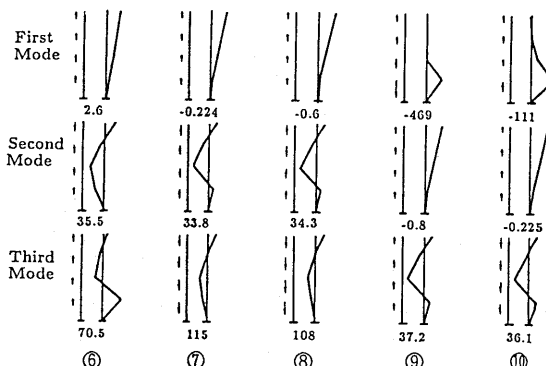 First
Mode
2.6 -0.224 -0.6 -469 -111
Second
Mode
35.5 33.8 34.3 -0.8 -0.225
Third
Mode
70.5 115 108 37.2 36.1
⑥ ⑦ ⑧ ⑨ ⑩